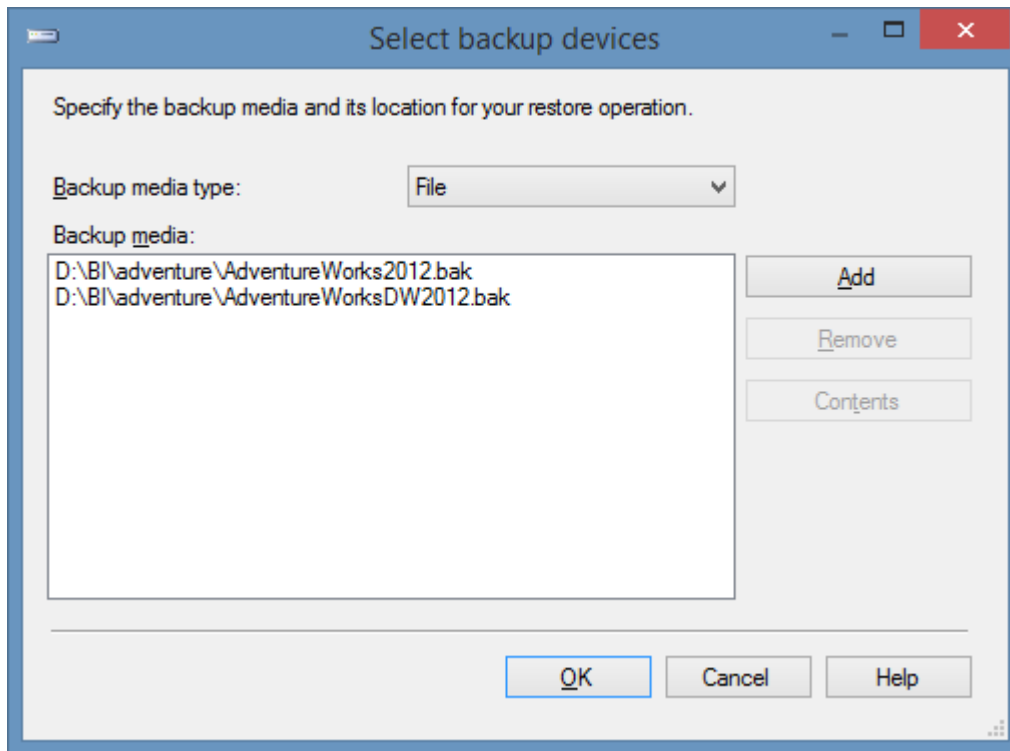 Select backup devices
Specify the backup media and its location for your restore operation.
Backup media type:
File
Backup media:
D:\BI\adventure\AdventureWorks2012.bak
D:\BI\adventure\AdventureWorksDW2012.bak
Add
Remove
Contents
OK
Cancel
Help